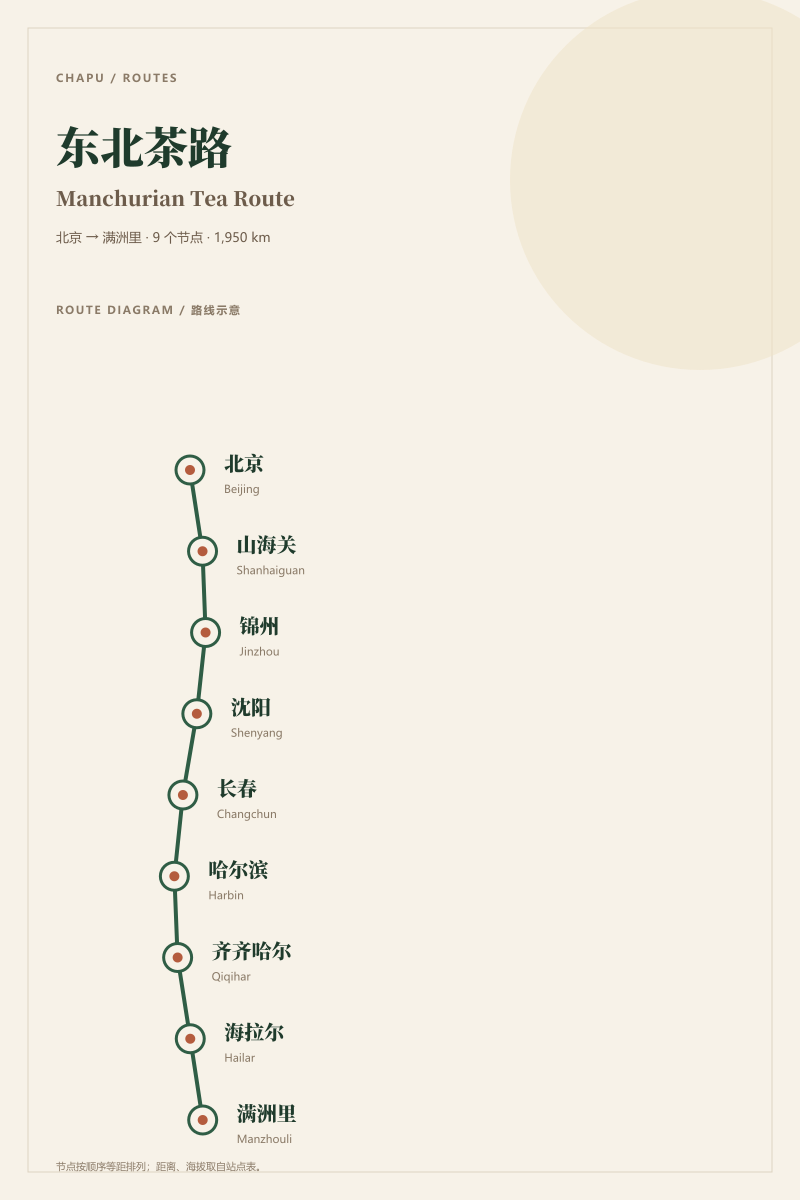 CHAPU / ROUTES
东北茶路
Manchurian Tea Route
北京 → 满洲里 · 9 个节点 · 1,950 km
ROUTE DIAGRAM / 路线示意
北京
Beijing
山海关
Shanhaiguan
锦州
Jinzhou
沈阳
Shenyang
长春
Changchun
哈尔滨
Harbin
齐齐哈尔
Qiqihar
海拉尔
Hailar
满洲里
Manzhouli
节点按顺序等距排列；距离、海拔取自站点表。